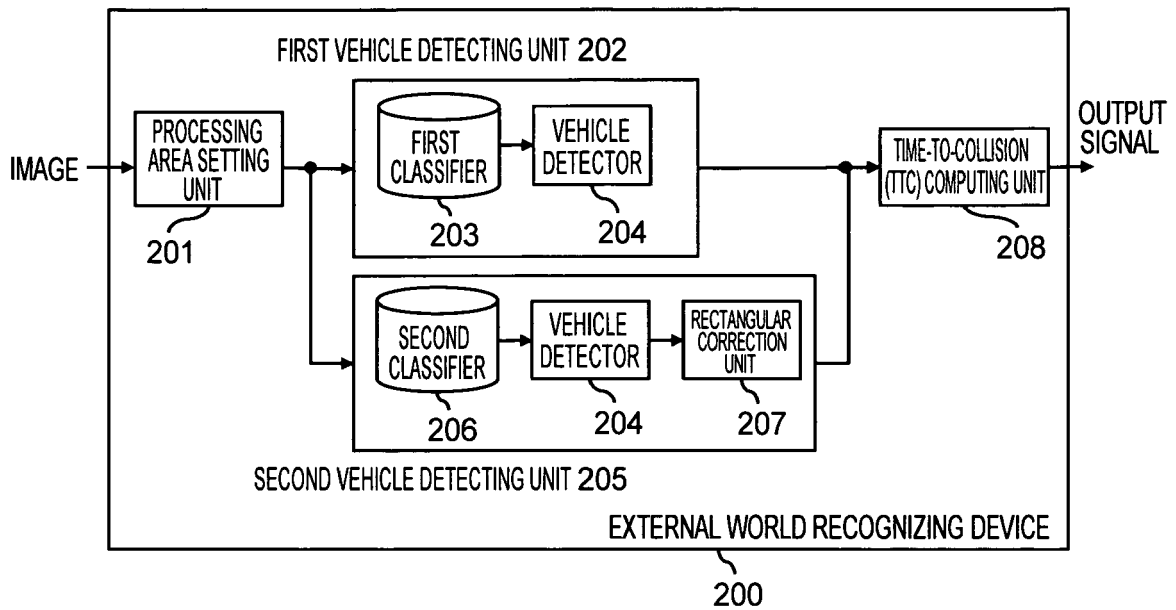 FIRST VEHICLE DETECTING UNIT 202
IMAGE
PROCESSING
AREA SETTING
UNIT
201
FIRST
CLASSIFIER
203
VEHICLE
DETECTOR
204
TIME-TO-COLLISION
(TTC) COMPUTING UNIT
208
OUTPUT
SIGNAL
SECOND
CLASSIFIER
206
VEHICLE
DETECTOR
204
RECTANGULAR
CORRECTION
UNIT
207
SECOND VEHICLE DETECTING UNIT 205
EXTERNAL WORLD RECOGNIZING DEVICE
200